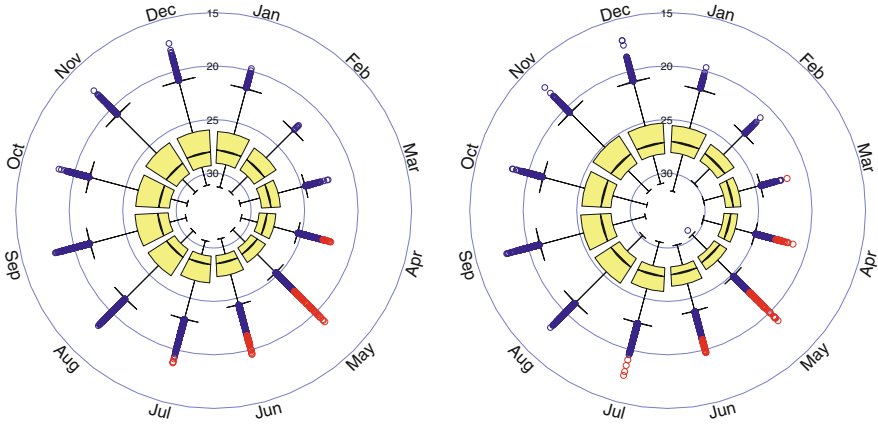 15
Dec
Jan
Nov
20
Feb
25
Oct
30
Mar
Sep
Apr
Aug
May
Jul
Jun
15
Dec
Jan
Nov
20
Feb
25
Oct
30
Mar
Sep
Apr
Aug
May
Jul
Jun